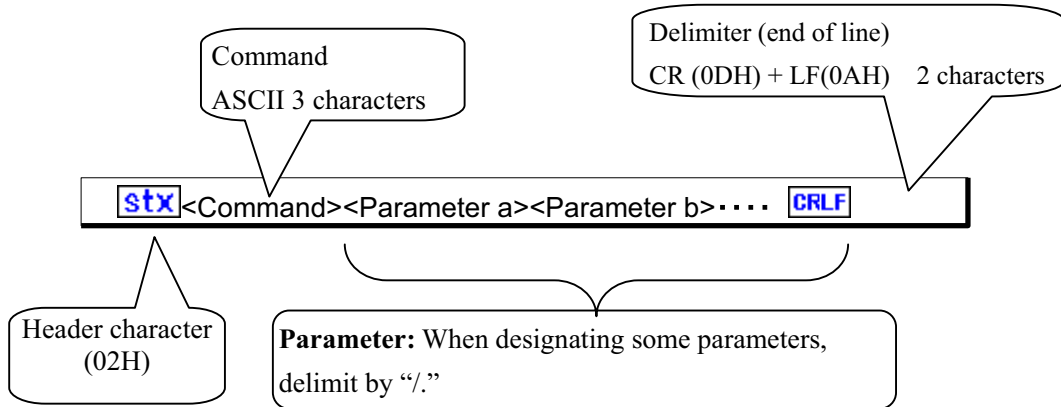 Command
ASCII 3 characters
Delimiter (end of line)
CR (0DH) + LF(0AH) 2 characters
stx<Command><Parameter a><Parameter b>････ CRLF
Header character
(02H)
Parameter: When designating some parameters,
delimit by “/.”